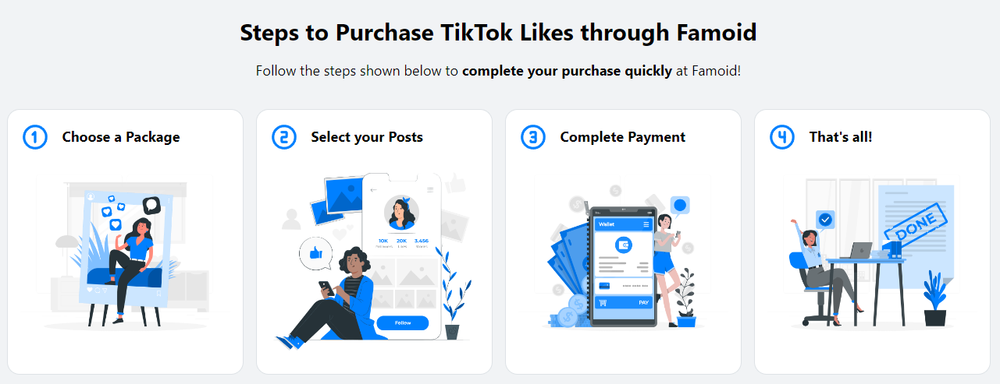 Steps to Purchase TikTok Likes through Famoid
Follow the steps shown below to complete your purchase quickly at Famoid!
1 Choose a Package
2 Select your Posts
10K 20K 3.456
Likes
Follow
3 Complete Payment
Wallet
PAY
4 That's all!
DONE